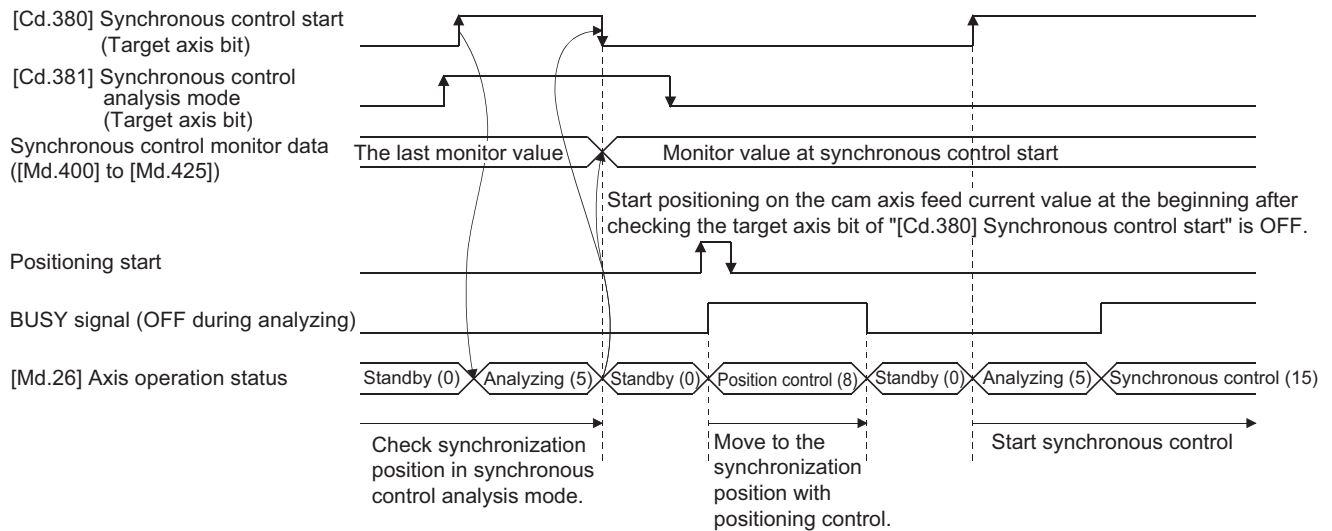 [Cd.380] Synchronous control start
(Target axis bit)
[Cd.381] Synchronous control
analysis mode
(Target axis bit)
Synchronous control monitor data
([Md.400] to [Md.425])
The last monitor value
Monitor value at synchronous control start
Start positioning on the cam axis feed current value at the beginning after
checking the target axis bit of "[Cd.380] Synchronous control start" is OFF.
Positioning start
BUSY signal (OFF during analyzing)
[Md.26] Axis operation status
Standby (0)
Analyzing (5)
Standby (0)
Position control (8)
Standby (0)
Analyzing (5)
Synchronous control (15)
Check synchronization
position in synchronous
control analysis mode.
Move to the
synchronization
position with
positioning control.
Start synchronous control